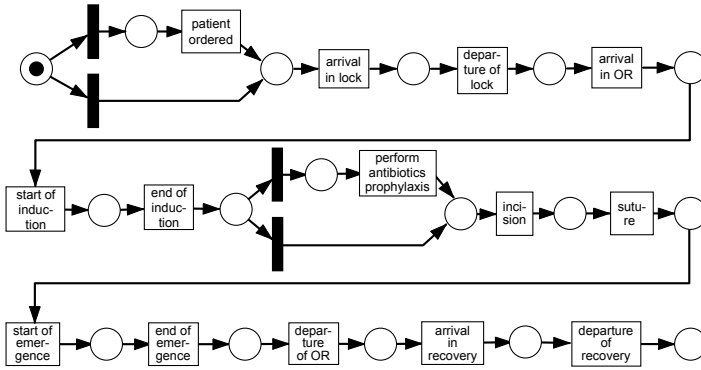 patient
ordered
arrival
in lock
depar-
ture of
lock
arrival
in OR
start of
induc-
tion
end of
induc-
tion
perform
antibiotics
prophylaxis
inci-
sion
sutu-
re
start of
emer-
gence
end of
emer-
gence
depar-
ture of OR
arrival
in
recovery
departure
of
recovery